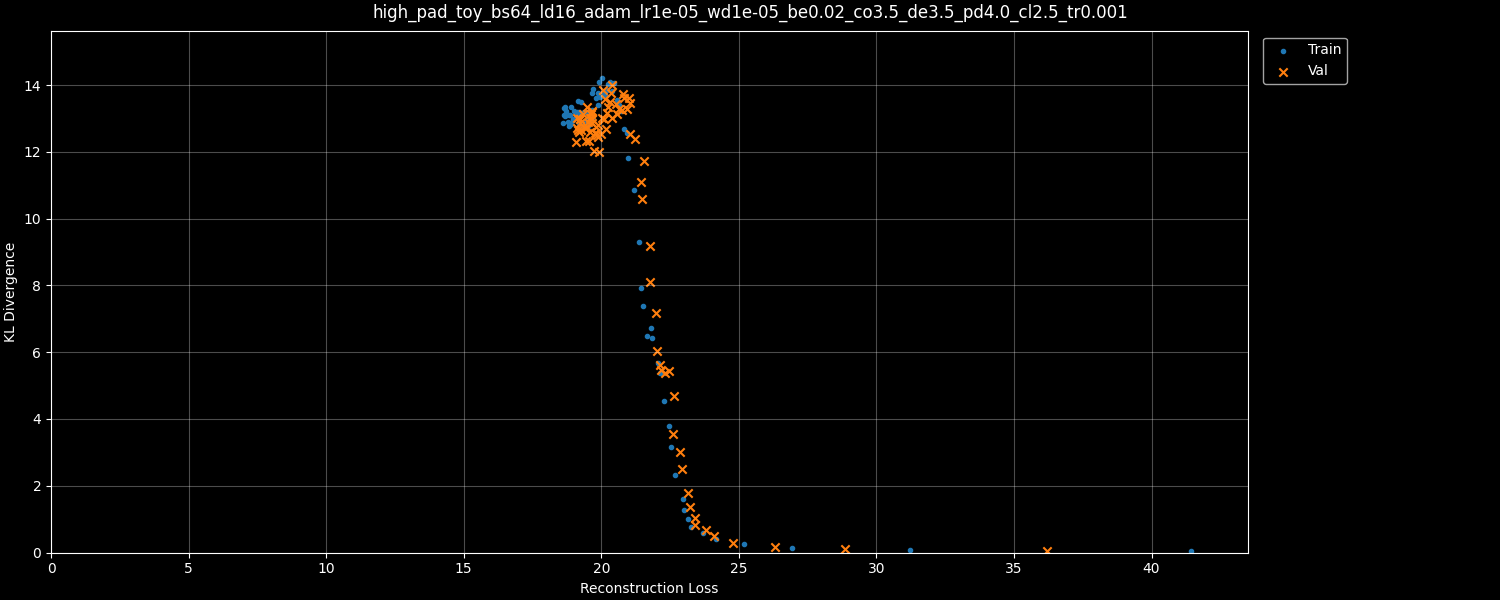 high_pad_toy_bs64_ld16_adam_lr1e-05_wd1e-05_be0.02_co3.5_de3.5_pd4.0_cl2.5_tr0.001
Train
Val
14
12
10
8
6
4
2
0
KL Divergence
0 5 10 15 20 25 30 35 40
Reconstruction Loss